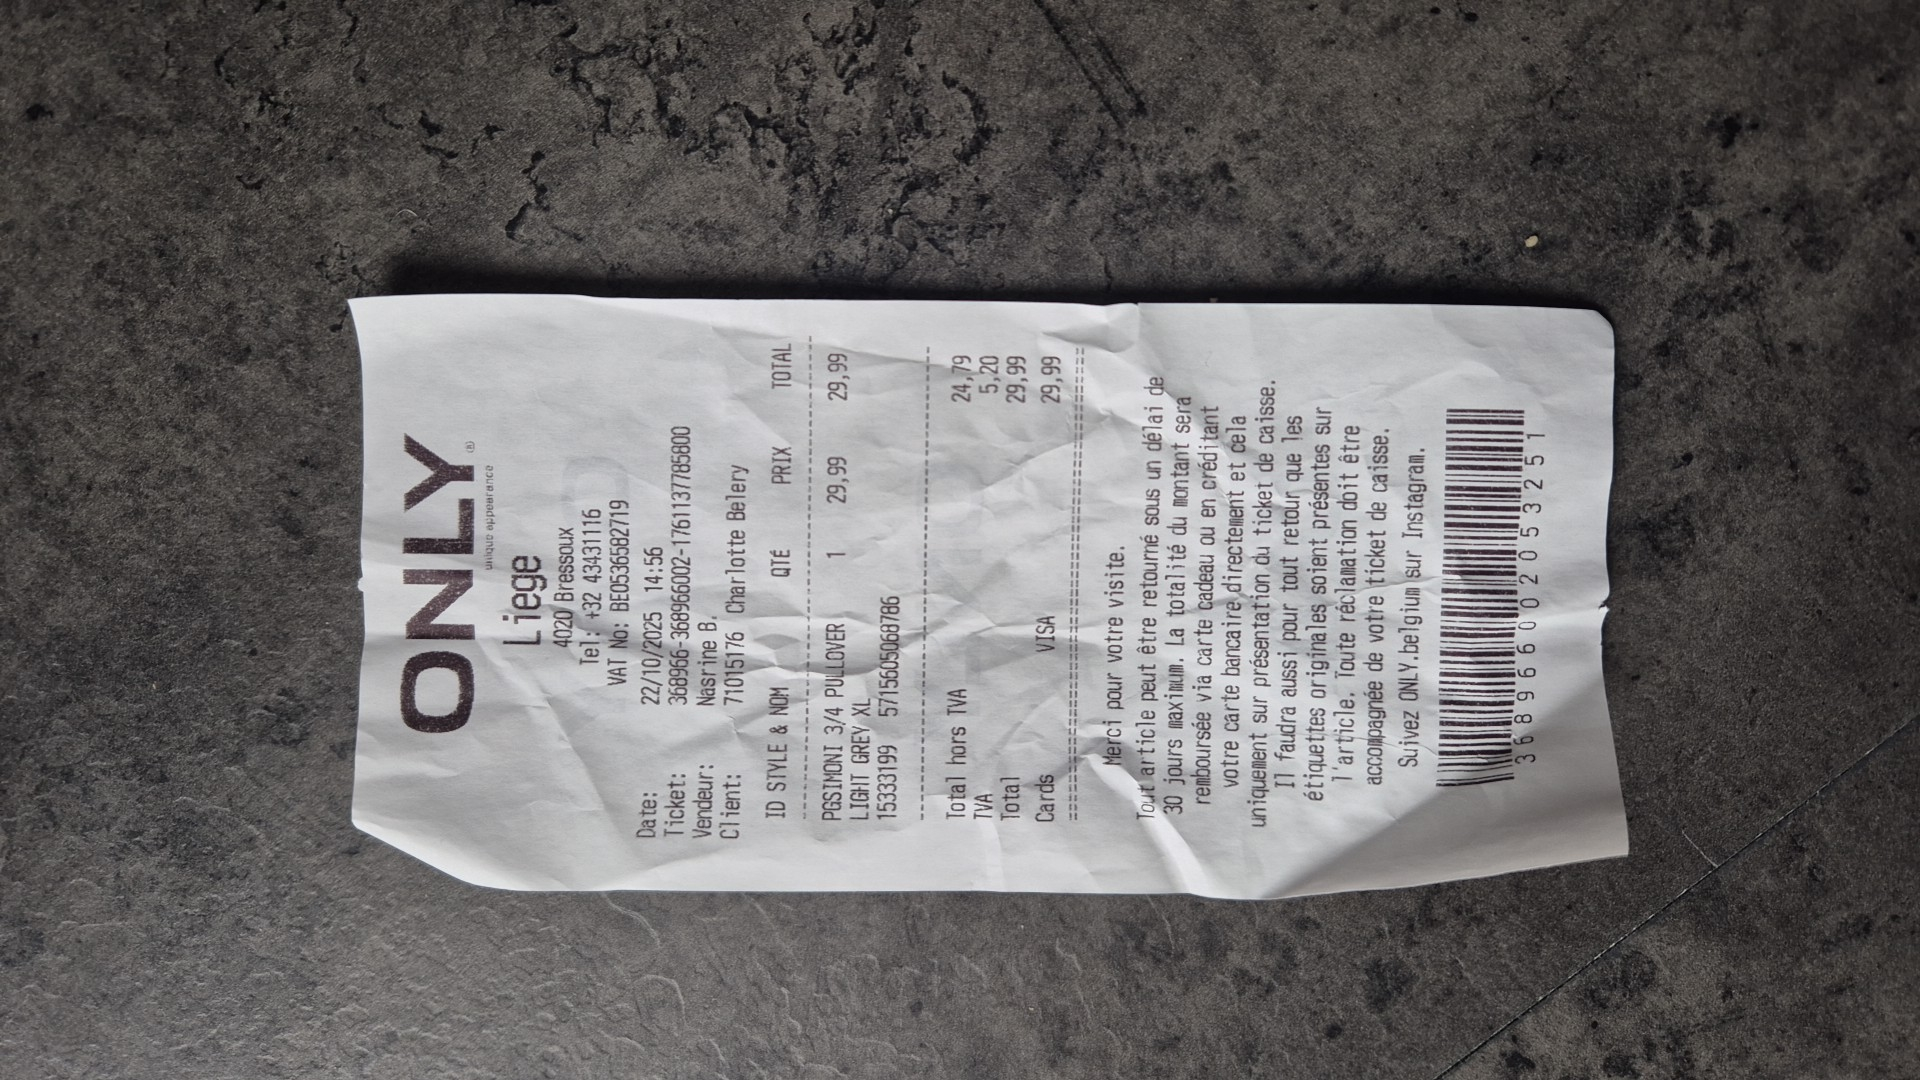 ONLY®
unique apperance
Liege
4020 Bressoux
Tel: +32 43431116
VAT No: BE0536582719
Date: 22/10/2025 14:56
Ticket: 368966-368966002-1761137785800
Vendeur: Nasrine B.
Client: 71015176 Charlotte Belery
ID STYLE & NOM QTE PRIX TOTAL
PGSIMONI 3/4 PULLOVER 1 29,99 29,99
LIGHT GREY XL
15333199 5715605068786
Total hors TVA 24,79
TVA 5,20
Total 29,99
Cards VISA 29,99
Merci pour votre visite.
Tout article peut être retourné sous un délai de
30 jours maximum. La totalité du montant sera
remboursée via carte cadeau ou en créditant
votre carte bancaire directement et cela
uniquement sur présentation du ticket de caisse.
Il faudra aussi pour tout retour que les
étiquettes originales soient présentes sur
l'article. Toute réclamation doit être
accompagnée de votre ticket de caisse.
Suivez ONLY.belgium sur Instagram.
3689660020532​51